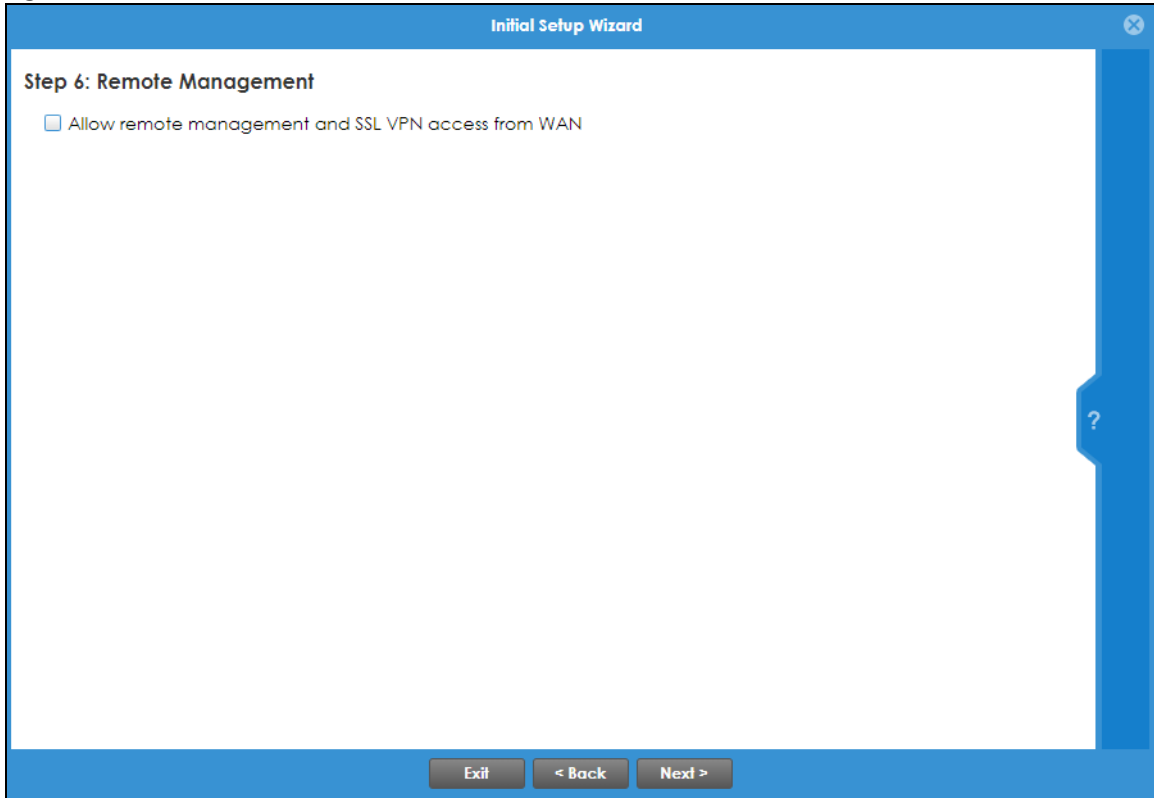 Initial Setup Wizard
Step 6: Remote Management
Allow remote management and SSL VPN access from WAN
?
Exit
< Back
Next >